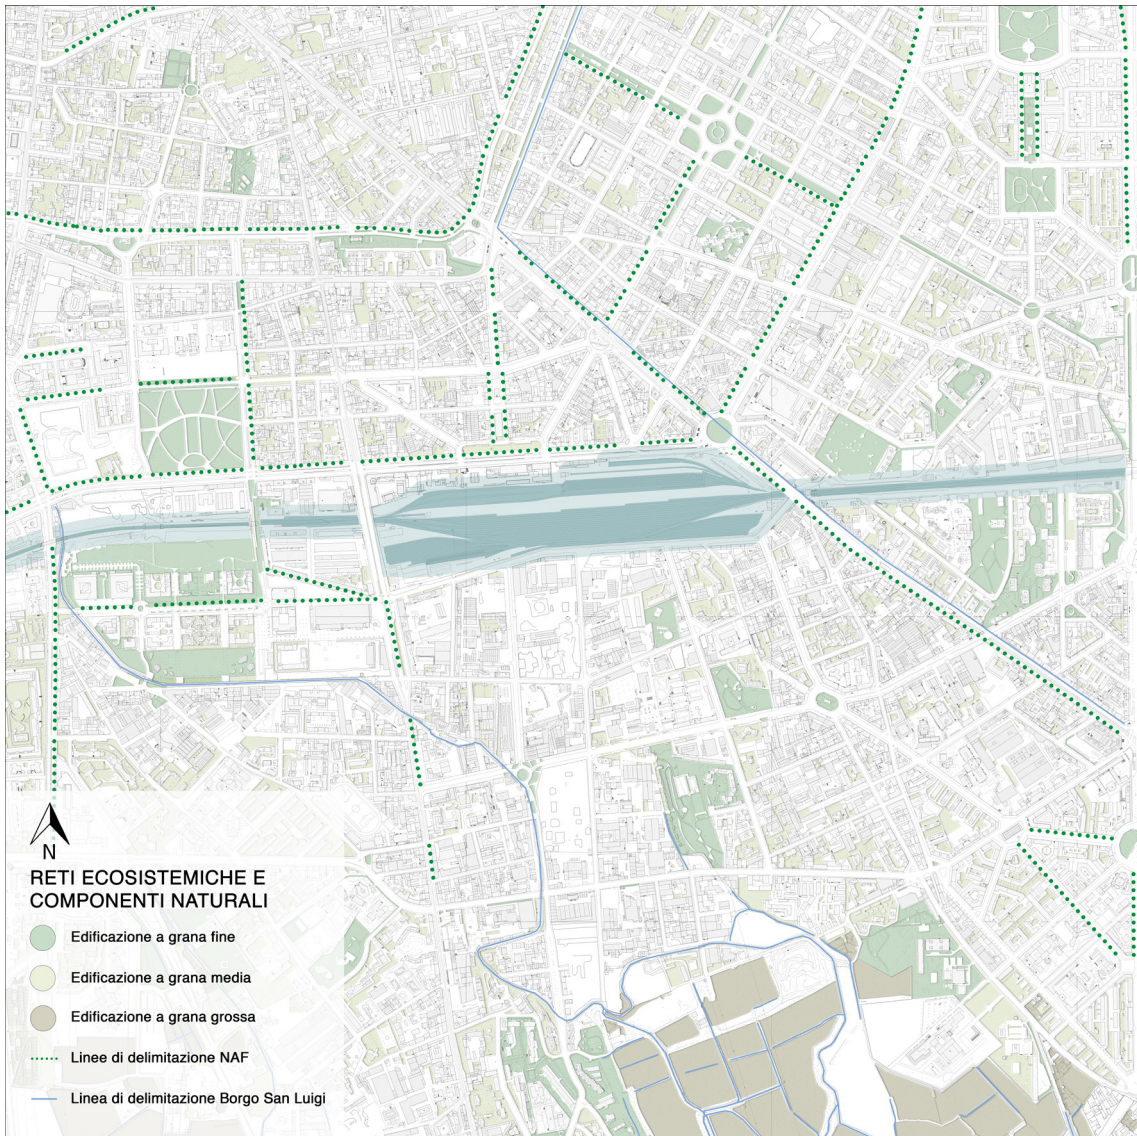 N
RETI ECOSISTEMICHE E
COMPONENTI NATURALI
Edificazione a grana fine
Edificazione a grana media
Edificazione a grana grossa
Linee di delimitazione NAF
Linea di delimitazione Borgo San Luigi